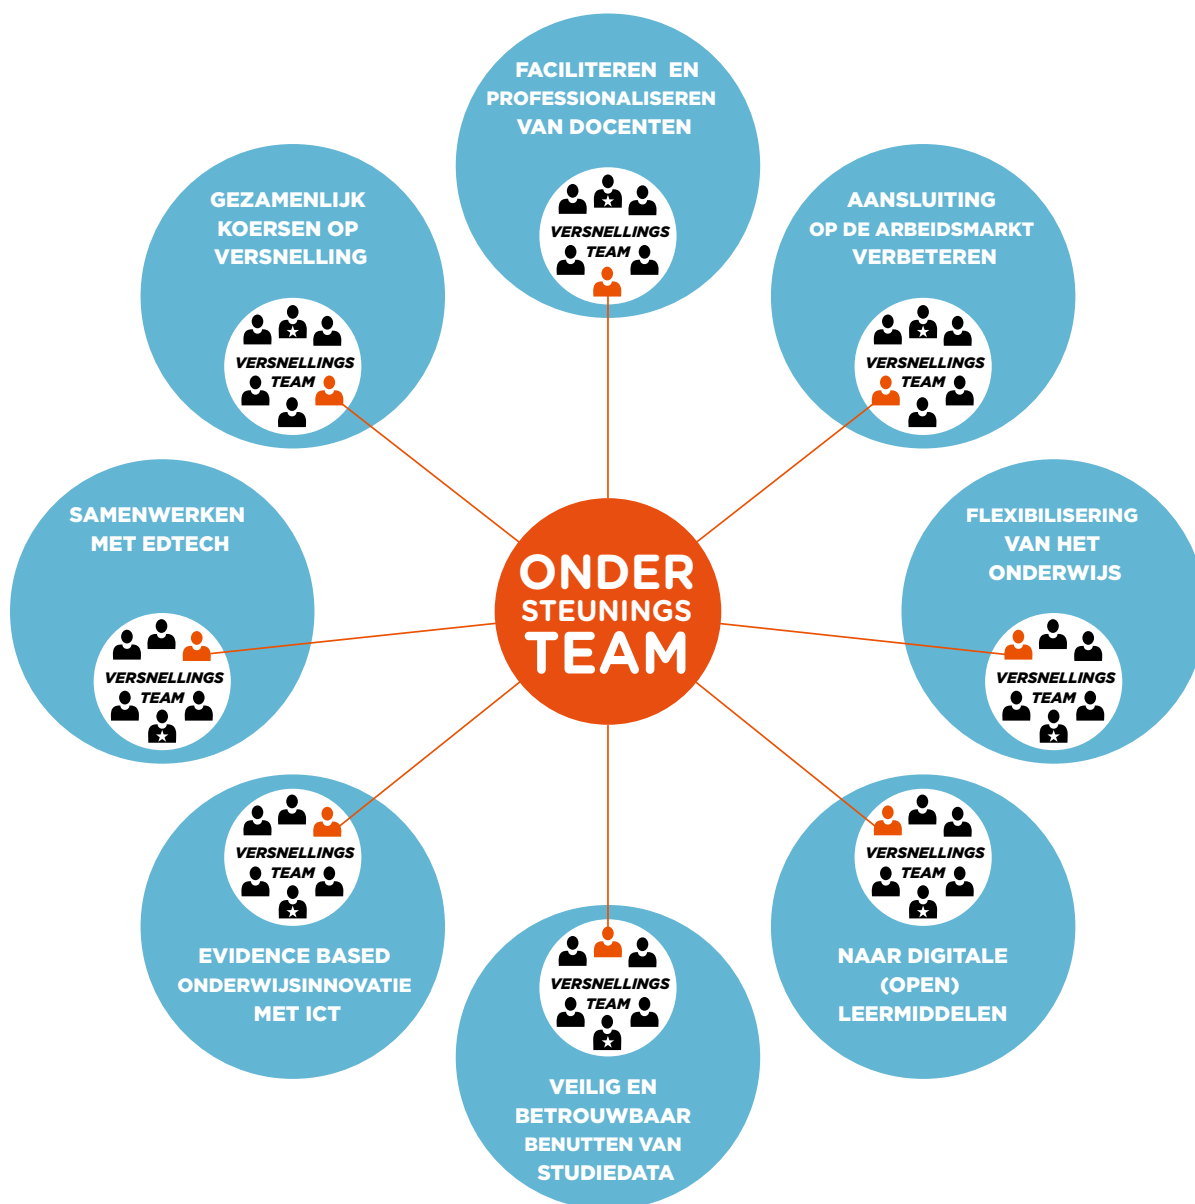 FACILITEREN EN
PROFESSIONALISEREN
VAN DOCENTEN
VERSNELLINGS
TEAM
GEZAMENLIJK
KOERSEN OP
VERSNELLING
VERSNELLINGS
TEAM
AANSLUITING
OP DE ARBEIDSMARKT
VERBETEREN
VERSNELLINGS
TEAM
SAMENWERKEN
MET EDTECH
VERSNELLINGS
TEAM
ONDER
STEUNINGS
TEAM
FLEXIBILISERING
VAN HET
ONDERWIJS
VERSNELLINGS
TEAM
VERSNELLINGS
TEAM
EVIDENCE BASED
ONDERWIJSINNOVATIE
MET ICT
VERSNELLINGS
TEAM
NAAR DIGITALE
(OPEN)
LEERMIDDELEN
VERSNELLINGS
TEAM
VEILIG EN
BETROUWBAAR
BENUTTEN VAN
STUDIEDATA